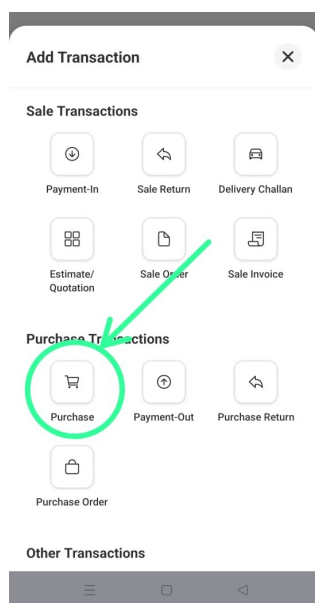 Add Transaction
Sale Transactions
Payment-In
Sale Return
Delivery Challan
Estimate/
Quotation
Sale Order
Sale Invoice
Purchase Transactions
Purchase
Payment-Out
Purchase Return
Purchase Order
Other Transactions